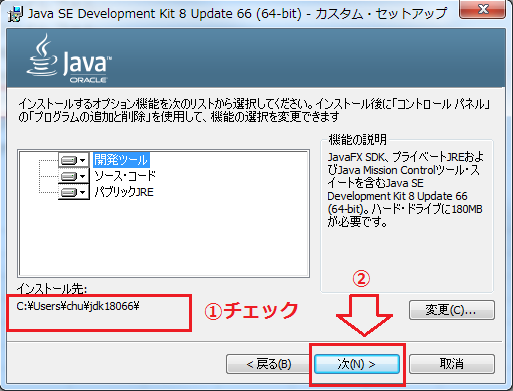 Java SE Development Kit 8 Update 66 (64-bit) - カスタム・セットアップ
Java™
ORACLE
インストールするオプション機能を次のリストから選択してください。インストール後に「コントロール パネル」
の「プログラムの追加と削除」を使用して、機能の選択を変更できます
開発ツール
ソース・コード
パブリックJRE
機能の説明
JavaFX SDK、プライベートJREおよ
びJava Mission Controlツール・ス
イートを含むJava SE
Development Kit 8 Update 66
(64-bit)。ハード・ドライブに180MB
が必要です。
インストール先:
C:¥Users¥chu¥jdk18066¥
①チェック
②
変更(C)...
< 戻る(B)
次(N) >
取消